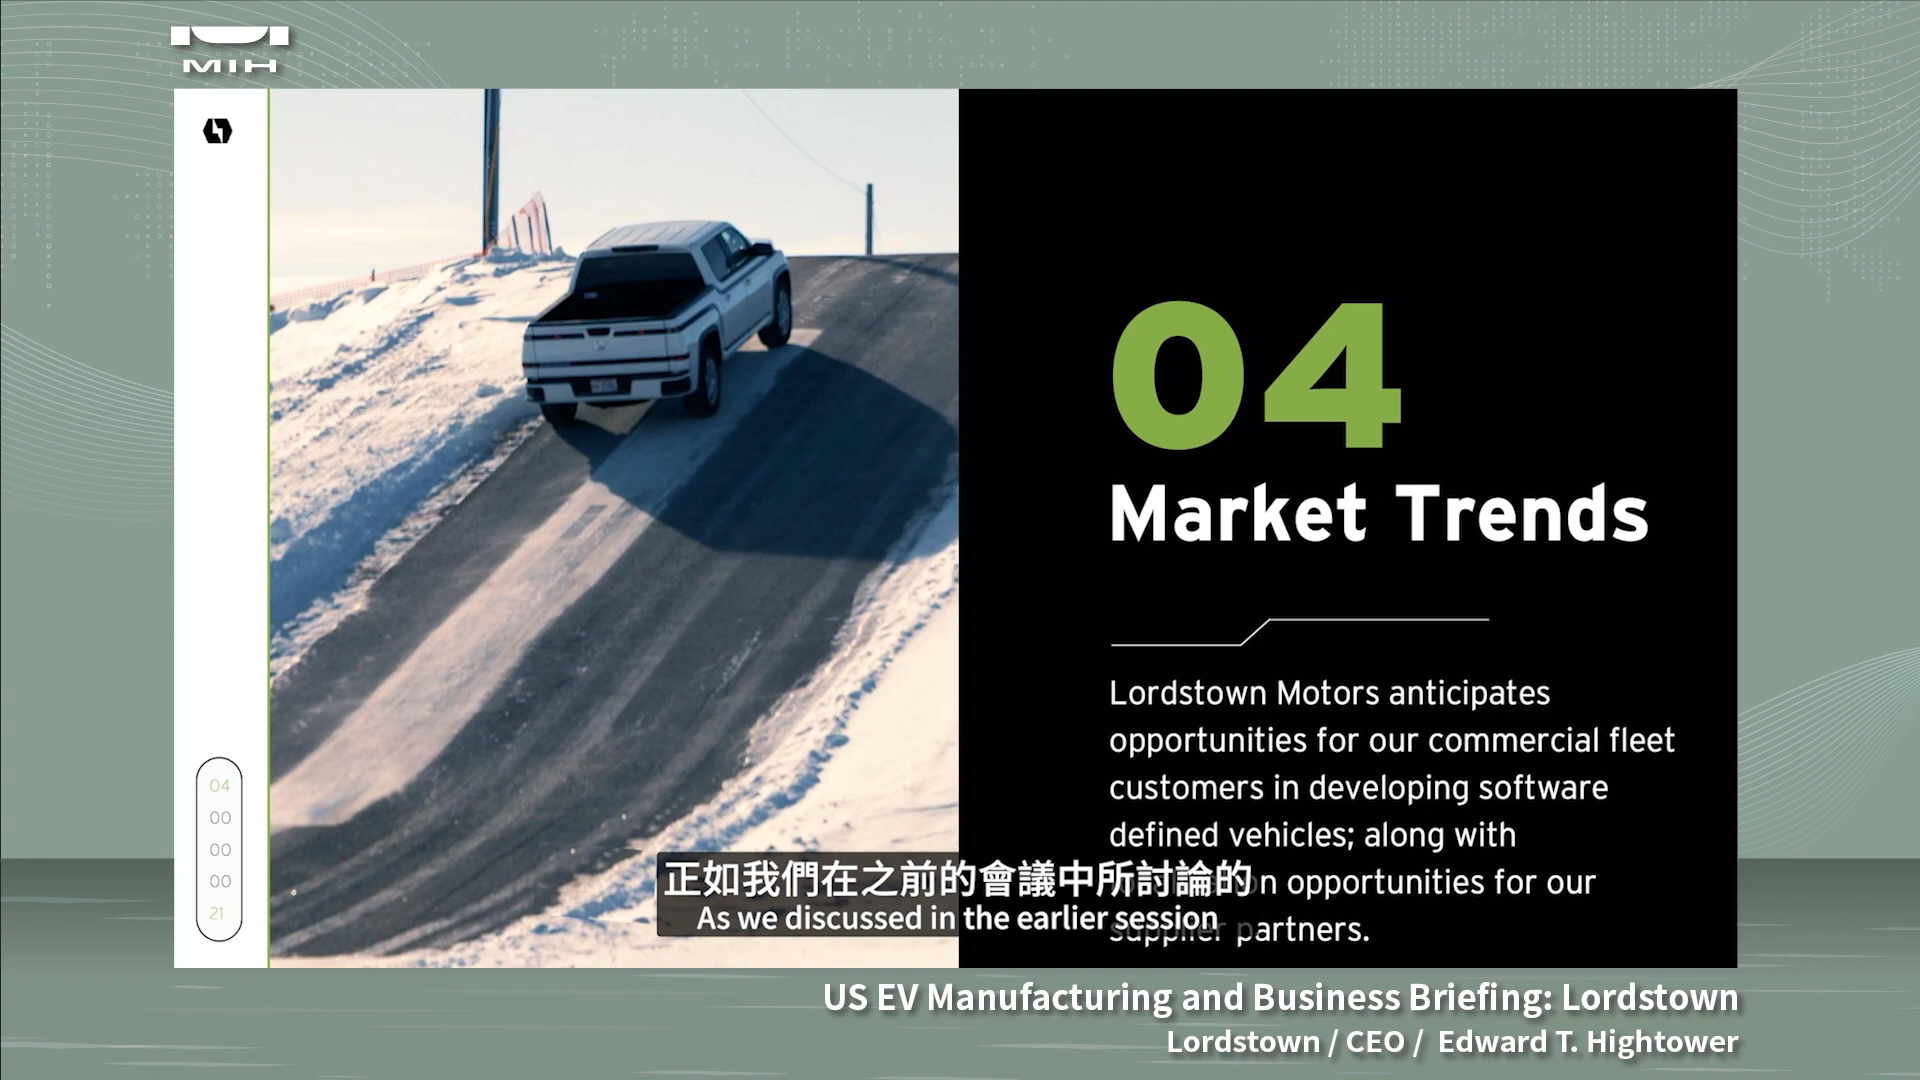 MIH
04
Market Trends
Lordstown Motors anticipates
opportunities for our commercial fleet
customers in developing software
defined vehicles; along with
opportunities for our
supplier partners.
正如我們在之前的會議中所討論的
As we discussed in the earlier session
04
00
00
00
21
US EV Manufacturing and Business Briefing: Lordstown
Lordstown / CEO / Edward T. Hightower